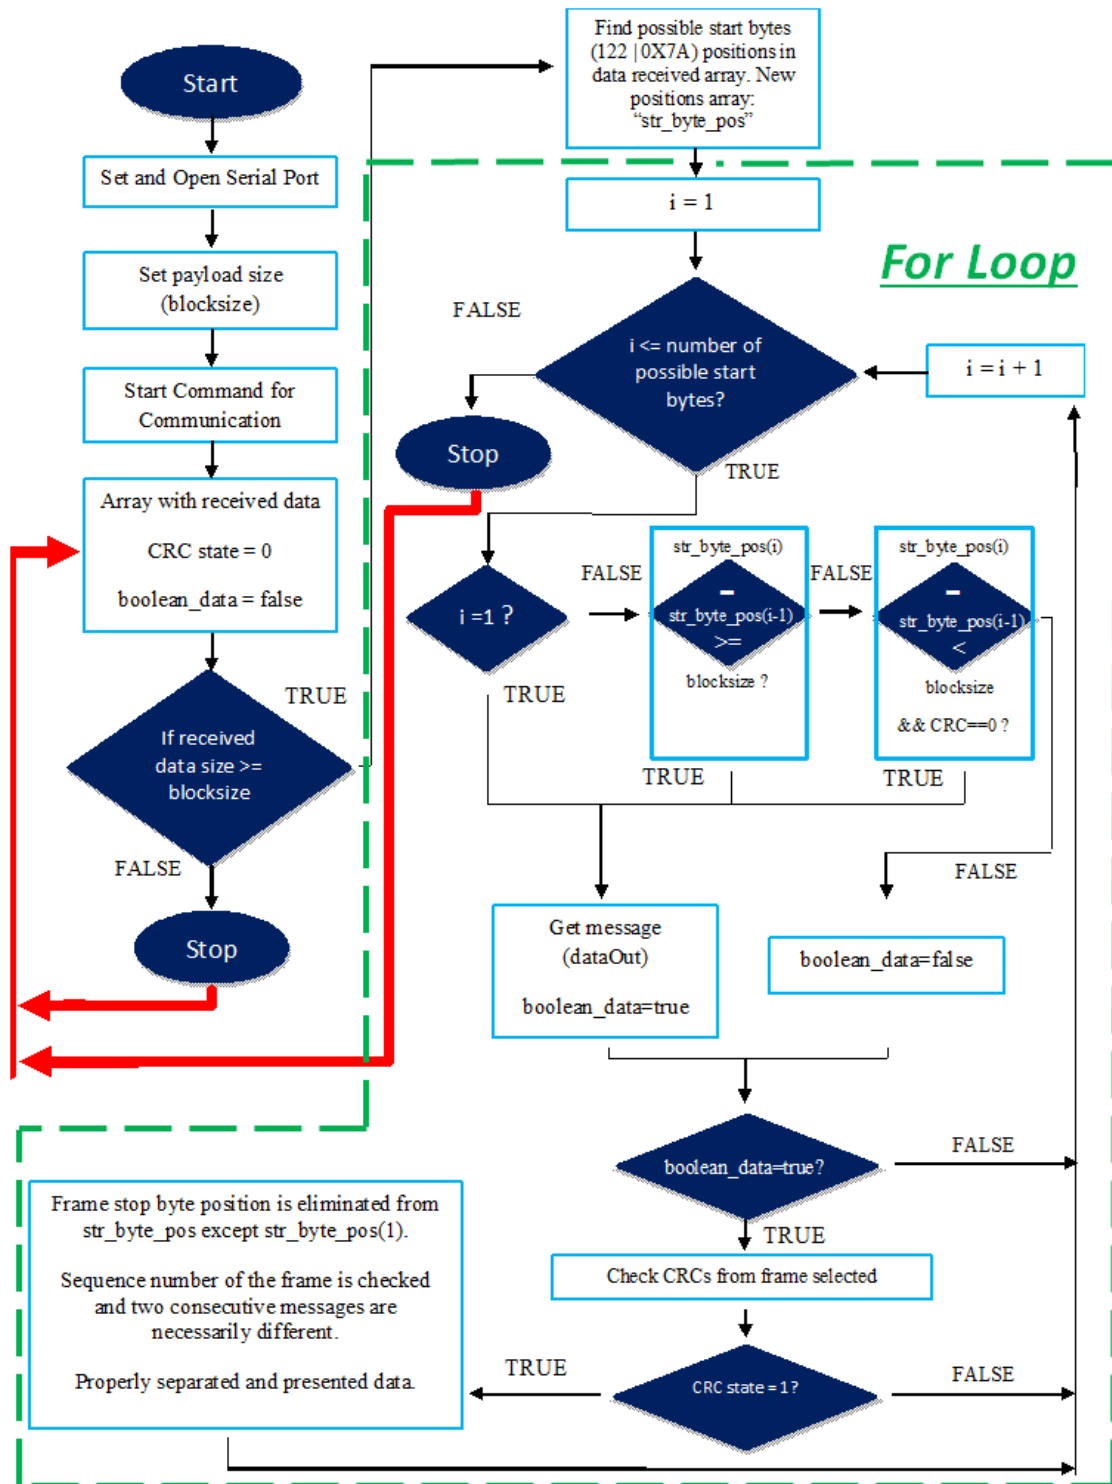 Start
Set and Open Serial Port
Set payload size
(blocksize)
Start Command for
Communication
Array with received data
CRC state = 0
boolean_data = false
If received
data size >=
blocksize
TRUE
FALSE
Stop
Find possible start bytes
(122 | 0X7A) positions in
data received array. New
positions array:
“str_byte_pos”
For Loop
i = 1
i <= number of
possible start
bytes?
i = i + 1
FALSE
Stop
TRUE
i =1 ?
FALSE
TRUE
str_byte_pos(i)
-
str_byte_pos(i-1)
>=
blocksize ?
FALSE
TRUE
str_byte_pos(i)
-
str_byte_pos(i-1)
<
blocksize
&& CRC==0 ?
TRUE
FALSE
Get message
(dataOut)
boolean_data=true
boolean_data=false
boolean_data=true?
FALSE
TRUE
Check CRCs from frame selected
CRC state = 1 ?
TRUE
FALSE
Frame stop byte position is eliminated from
str_byte_pos except str_byte_pos(1).
Sequence number of the frame is checked
and two consecutive messages are
necessarily different.
Properly separated and presented data.